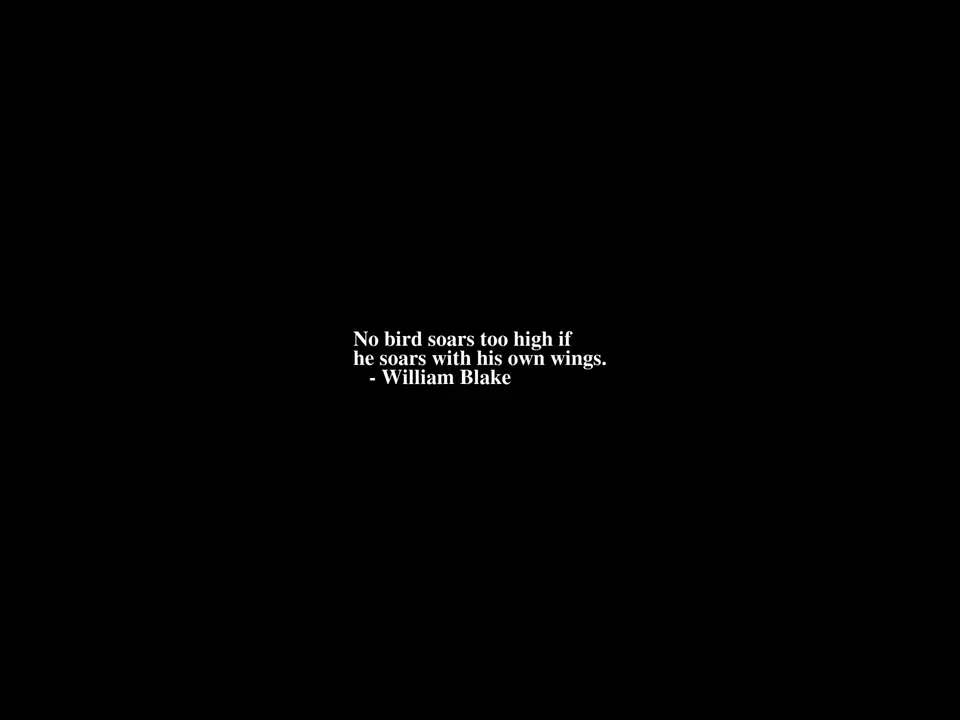 No bird soars too high if
he soars with his own wings.
- William Blake